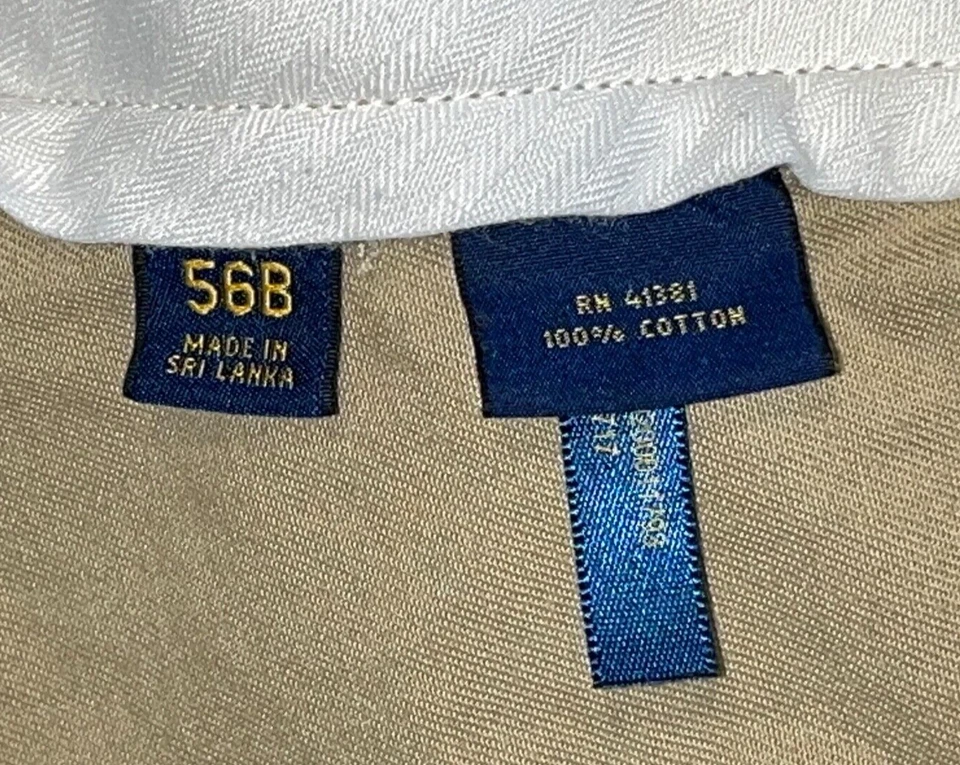 56B
MADE IN
SRI LANKA
RN 41381
100% COTTON